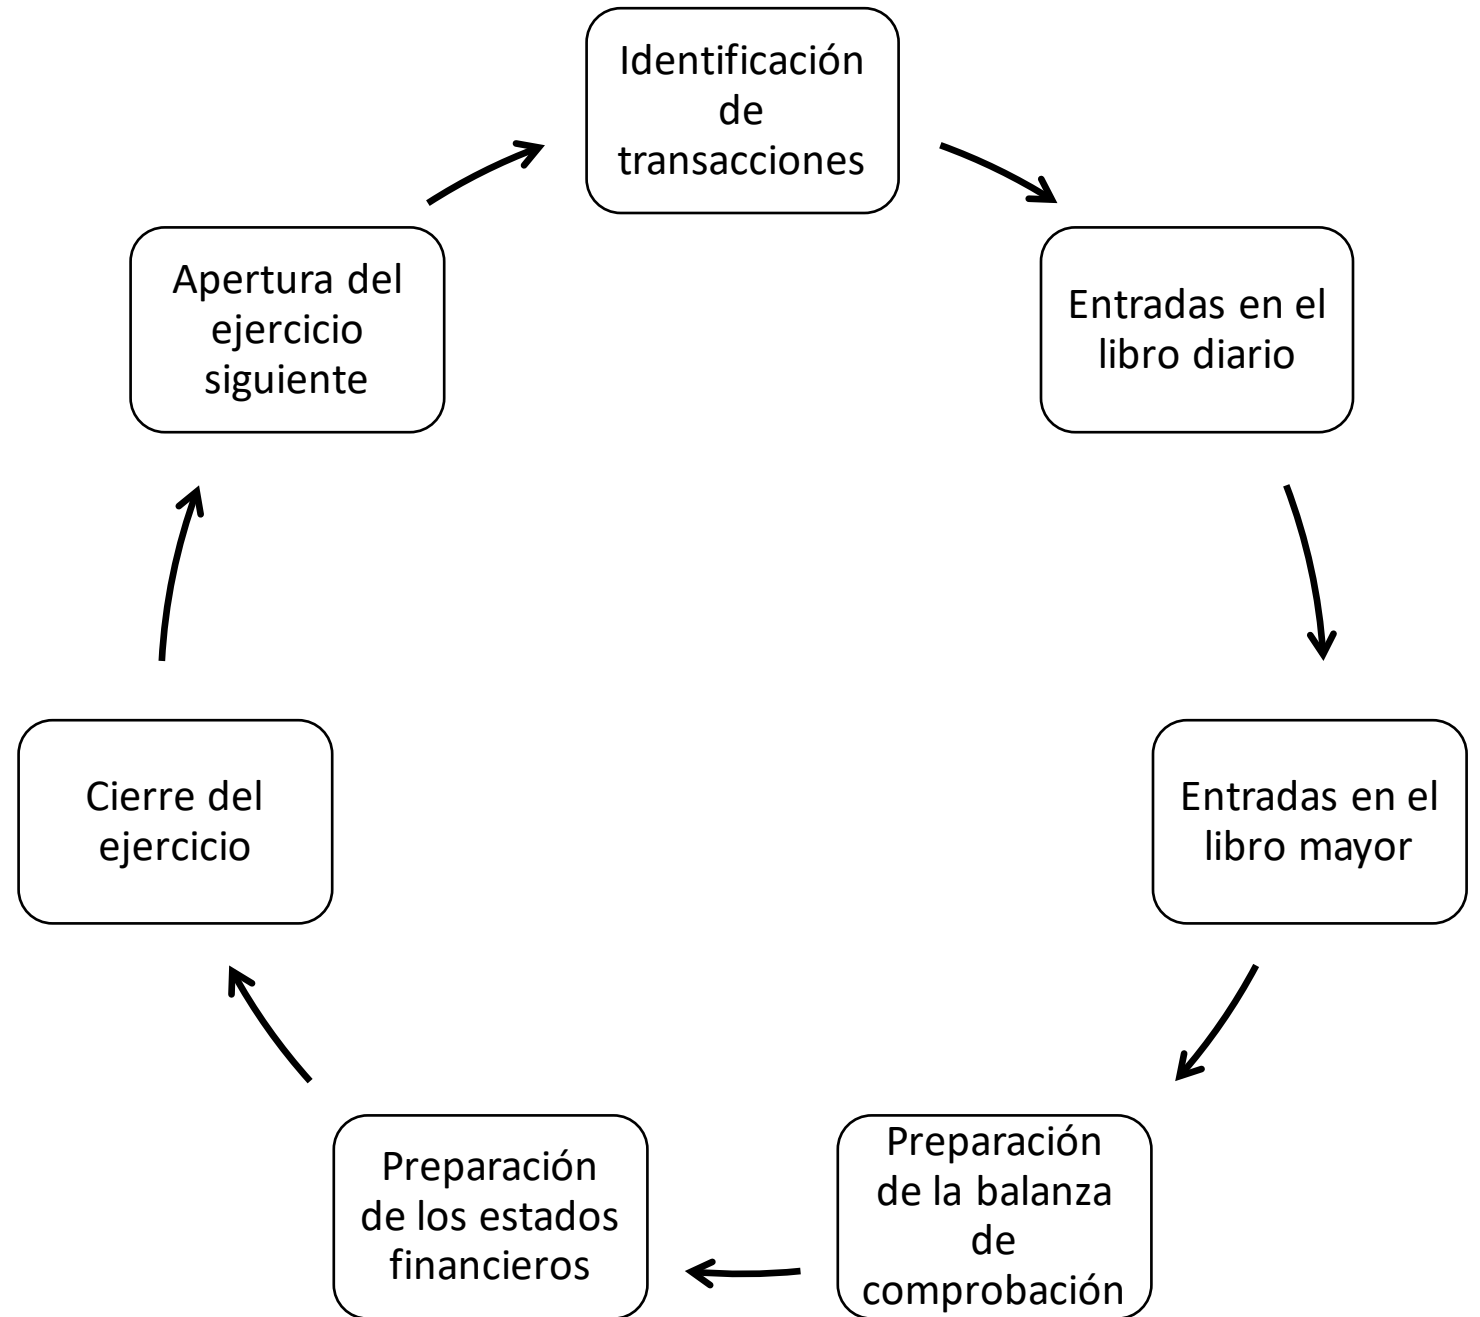 Identificación
de
transacciones
Entradas en el
libro diario
Entradas en el
libro mayor
Preparación
de la balanza
de
comprobación
Preparación
de los estados
financieros
Cierre del
ejercicio
Apertura del
ejercicio
siguiente